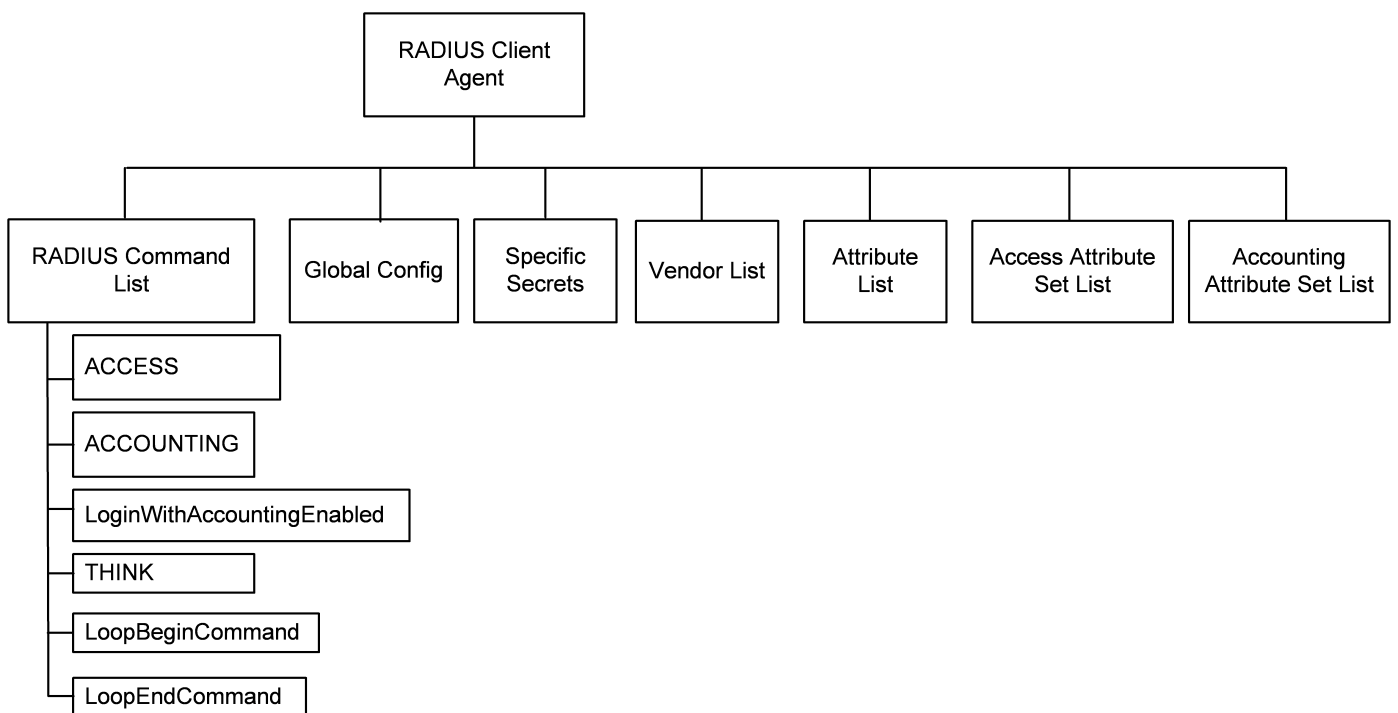 RADIUS Client
Agent
RADIUS Command
List
Global Config
Specific
Secrets
Vendor List
Attribute
List
Access Attribute
Set List
Accounting
Attribute Set List
ACCESS
ACCOUNTING
LoginWithAccountingEnabled
THINK
LoopBeginCommand
LoopEndCommand